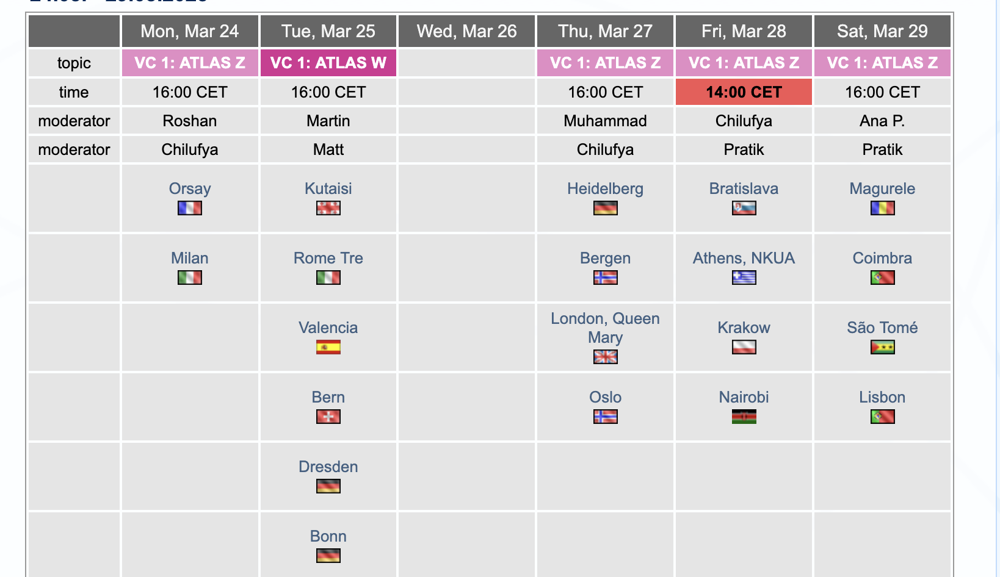 Mon, Mar 24 Tue, Mar 25 Wed, Mar 26 Thu, Mar 27 Fri, Mar 28 Sat, Mar 29
topic VC 1: ATLAS Z VC 1: ATLAS W VC 1: ATLAS Z VC 1: ATLAS Z VC 1: ATLAS Z
time 16:00 CET 16:00 CET 16:00 CET 14:00 CET 16:00 CET
moderator Roshan Martin Muhammad Chilufya Ana P.
moderator Chilufya Matt Chilufya Pratik Pratik
Orsay Kutaisi Heidelberg Bratislava Magurele
Milan Rome Tre Bergen Athens, NKUA Coimbra
Valencia London, Queen Mary Krakow São Tomé
Bern Oslo Nairobi Lisbon
Dresden
Bonn